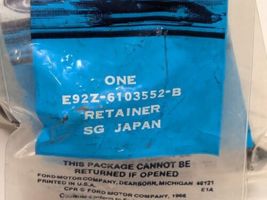 ONE
E92Z-6103552-B
RETAINER
SG JAPAN
THIS PACKAGE CANNOT BE
RETURNED IF OPENED
FORD MOTOR COMPANY, DEARBORN, MICHIGAN 48121
PRINTED IN U.S.A. E1A
CPR © FORD MOTOR COMPANY, 1966